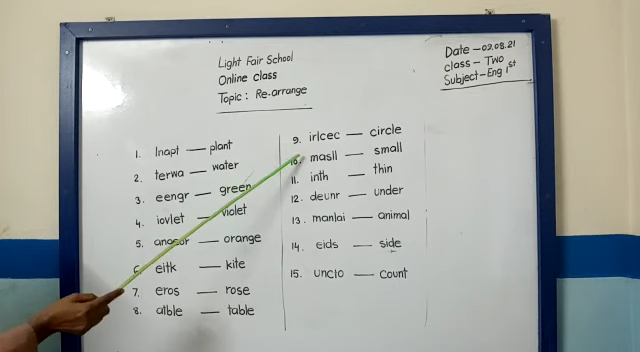 Light Fair School
Online class
Topic : Re.arrange
Date - 02.08.21
class - Two
Subject - Eng 1st
1. lnapt — plant
2. terwa — water
3. eengr — green
4. iovlet — violet
5. — orange
6. eitk — kite
7. eros — rose
8. atble — table
9. irlcec — circle
10. masll — small
11. inth — thin
12. deunr — under
13. manlai — animal
14. eids — side
15. uncto — count